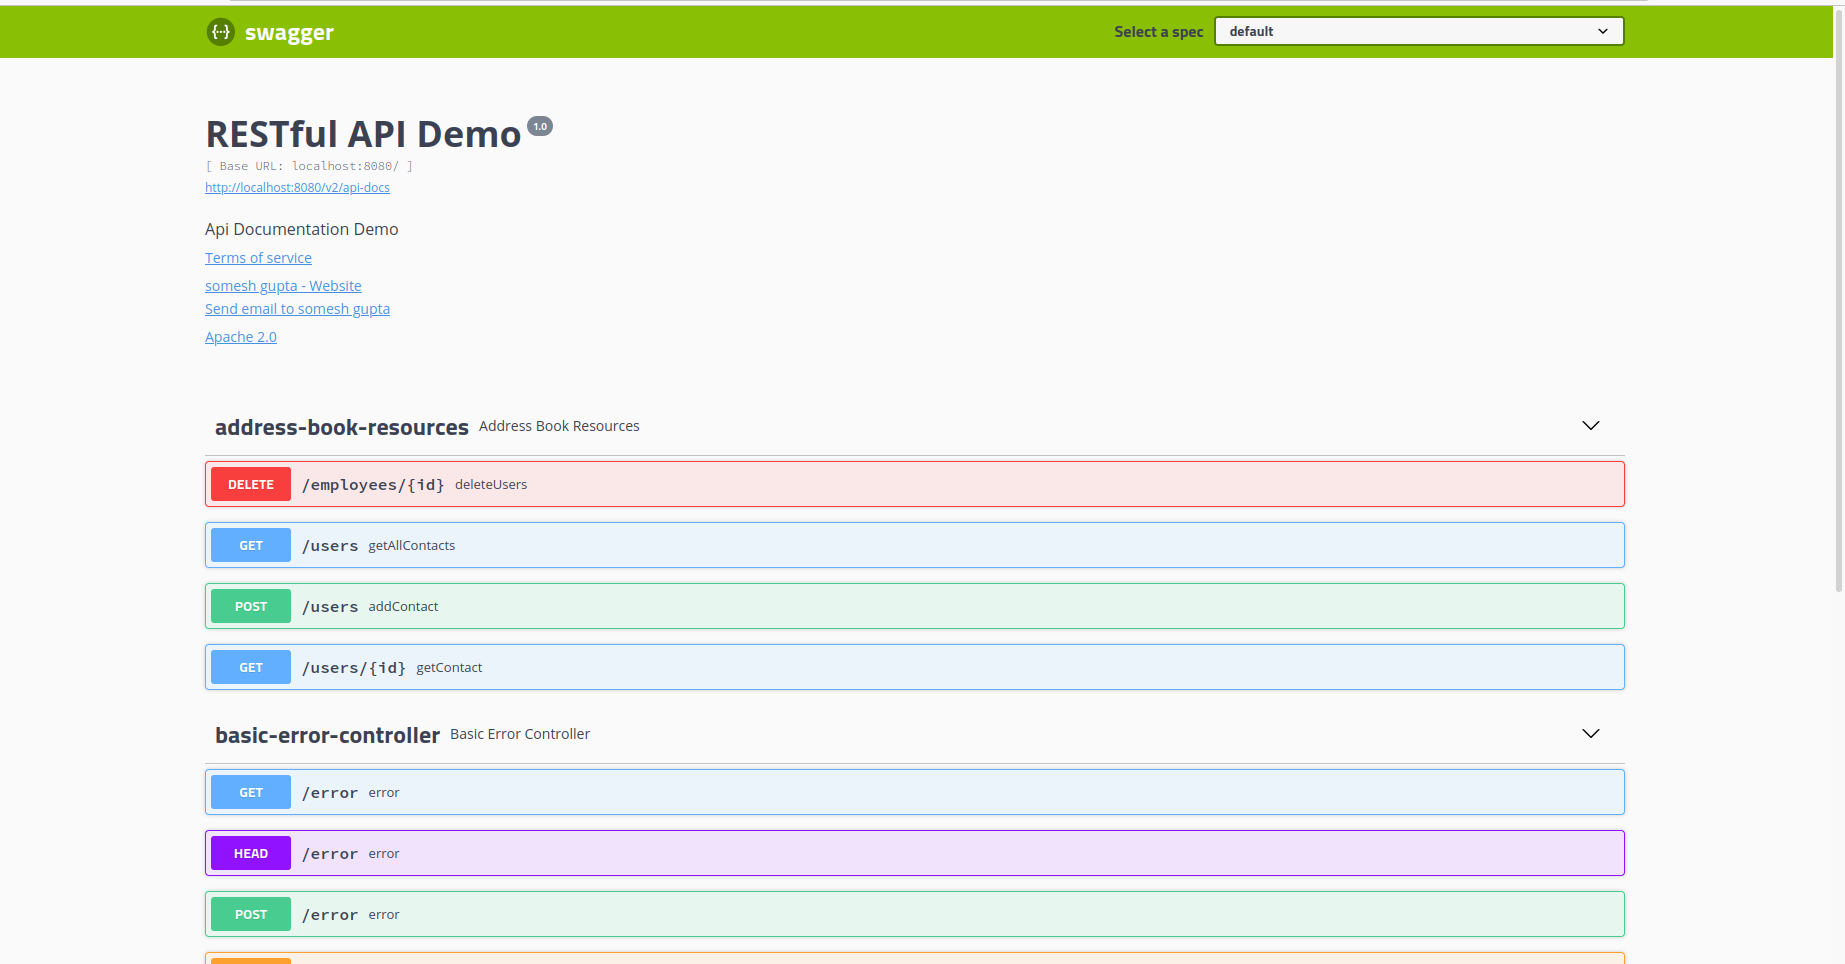 {···} swagger
Select a spec default
RESTful API Demo 1.0
[ Base URL: localhost:8080/ ]
http://localhost:8080/v2/api-docs
Api Documentation Demo
Terms of service
somesh gupta - Website
Send email to somesh gupta
Apache 2.0
address-book-resources Address Book Resources
DELETE /employees/{id} deleteUsers
GET /users getAllContacts
POST /users addContact
GET /users/{id} getContact
basic-error-controller Basic Error Controller
GET /error error
HEAD /error error
POST /error error